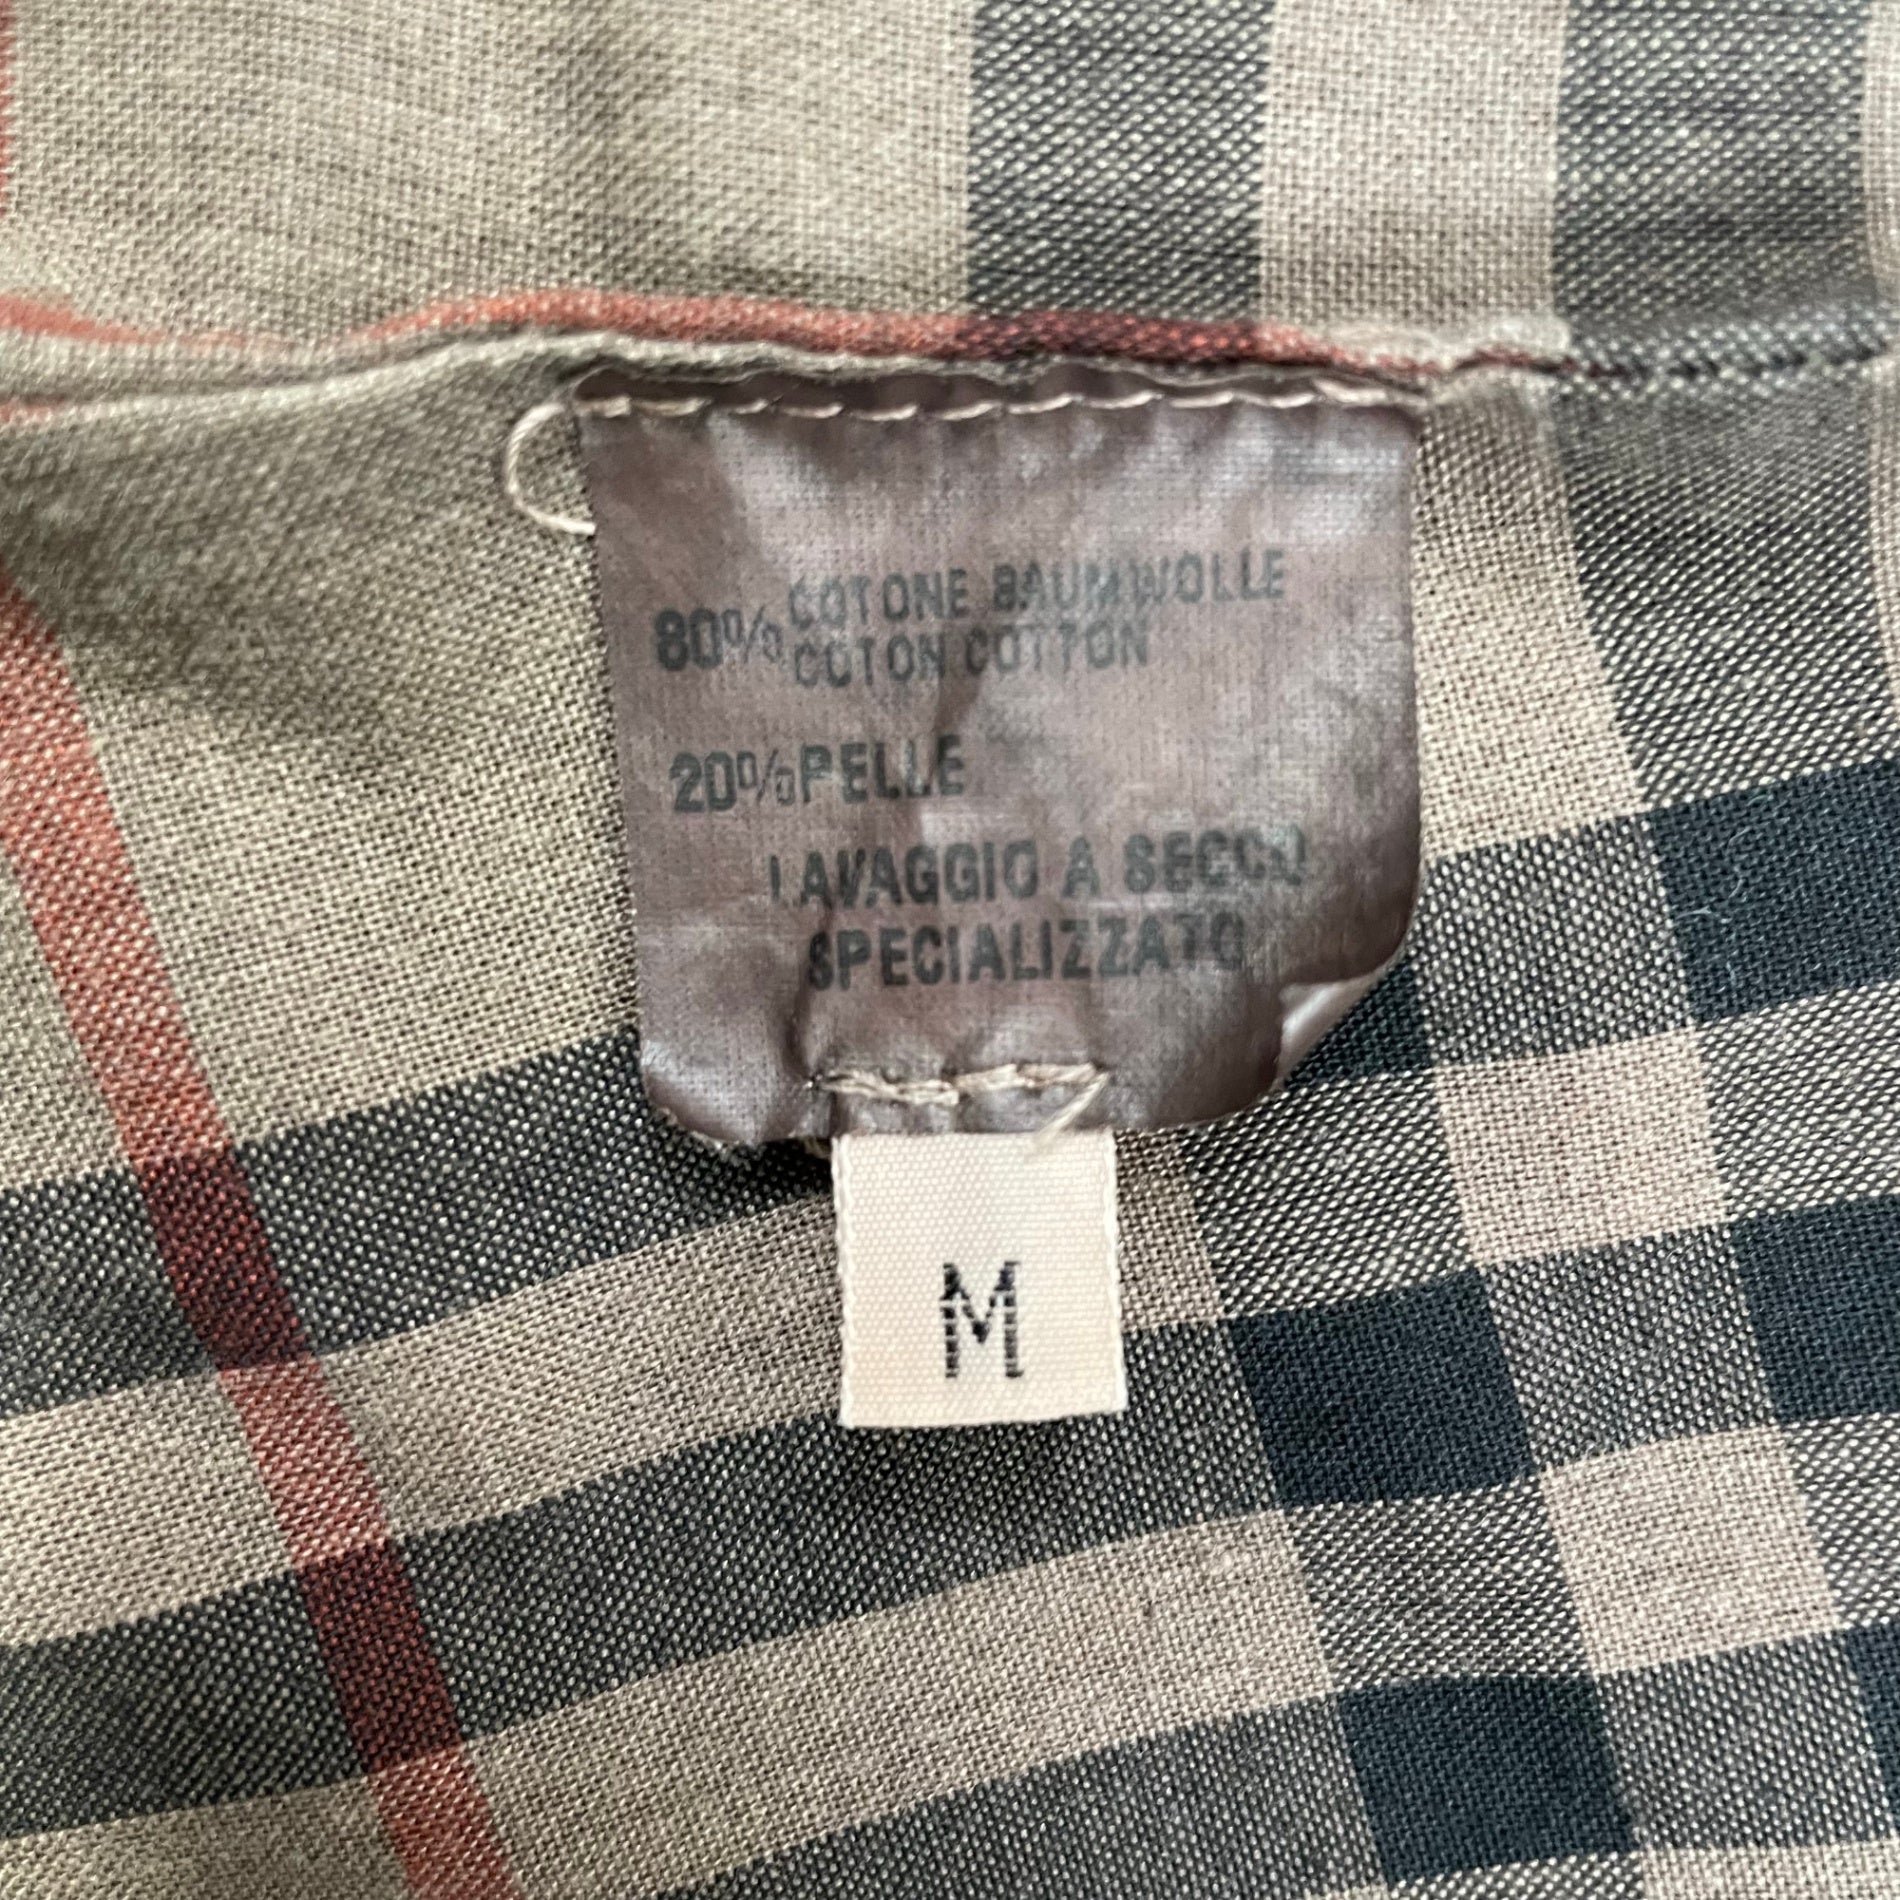 80% COTONE BAUMWOLLE
COTON COTTON
20% PELLE
LAVAGGIO A SECCO
SPECIALIZZATO
M